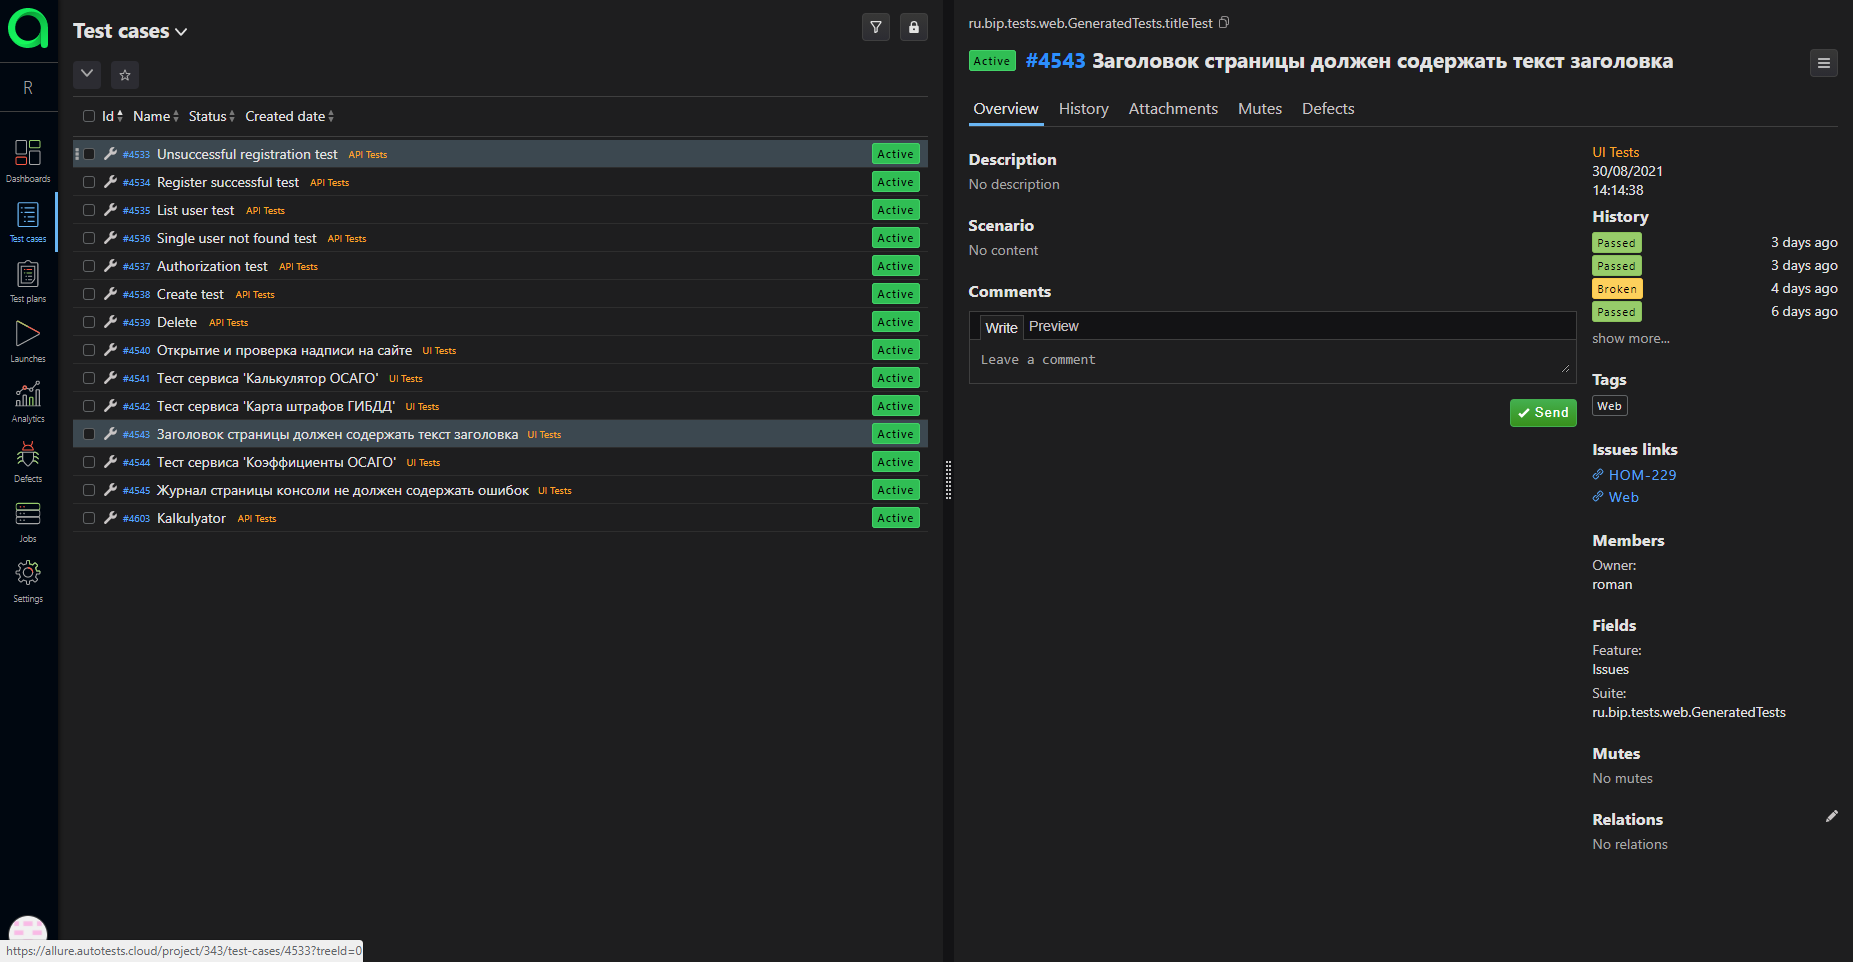 R
Dashboards
Test cases
Test plans
Launches
Analytics
Defects
Jobs
Settings
Test cases
Id Name Status Created date
#4533 Unsuccessful registration test API Tests Active
#4534 Register successful test API Tests Active
#4535 List user test API Tests Active
#4536 Single user not found test API Tests Active
#4537 Authorization test API Tests Active
#4538 Create test API Tests Active
#4539 Delete API Tests Active
#4540 Открытие и проверка надписи на сайте UI Tests Active
#4541 Тест сервиса 'Калькулятор ОСАГО' UI Tests Active
#4542 Тест сервиса 'Карта штрафов ГИБДД' UI Tests Active
#4543 Заголовок страницы должен содержать текст заголовка UI Tests Active
#4544 Тест сервиса 'Коэффициенты ОСАГО' UI Tests Active
#4545 Журнал страницы консоли не должен содержать ошибок UI Tests Active
#4603 Kalkulyator API Tests Active
https://allure.autotests.cloud/project/343/test-cases/4533?treeId=0
ru.bip.tests.web.GeneratedTests.titleTest
Active #4543 Заголовок страницы должен содержать текст заголовка
Overview History Attachments Mutes Defects
Description
No description
Scenario
No content
Comments
Write Preview
Leave a comment
Send
UI Tests
30/08/2021
14:14:38
History
Passed 3 days ago
Passed 3 days ago
Broken 4 days ago
Passed 6 days ago
show more...
Tags
Web
Issues links
HOM-229
Web
Members
Owner:
roman
Fields
Feature:
Issues
Suite:
ru.bip.tests.web.GeneratedTests
Mutes
No mutes
Relations
No relations